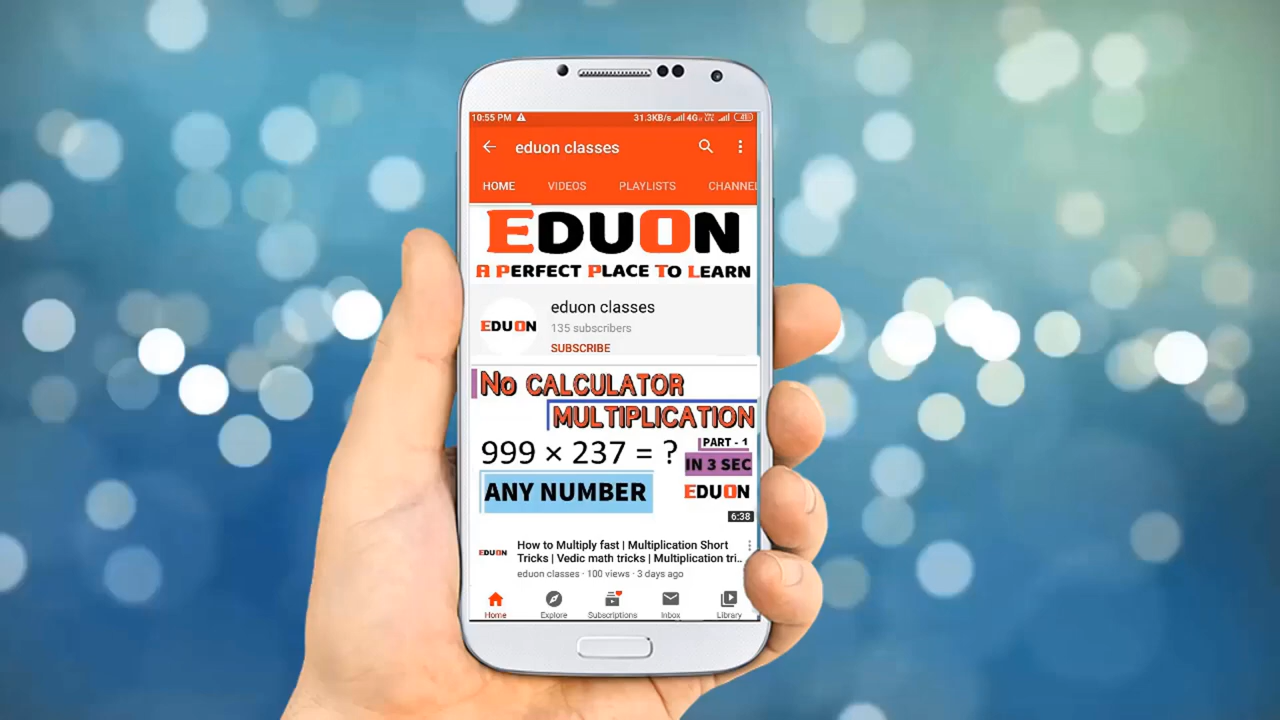 10:55 PM 31.3KB/s 4G
eduon classes
HOME VIDEOS PLAYLISTS CHANNEL
EDUON
A PERFECT PLACE TO LEARN
EDUON
eduon classes
135 subscribers
SUBSCRIBE
No CALCULATOR
MULTIPLICATION
999 × 237 = ?
PART - 1
IN 3 SEC
ANY NUMBER
EDUON
6:38
EDUON
How to Multiply fast | Multiplication Short
Tricks | Vedic math tricks | Multiplication tri..
eduon classes · 100 views · 3 days ago
Home Explore Subscriptions Inbox Library